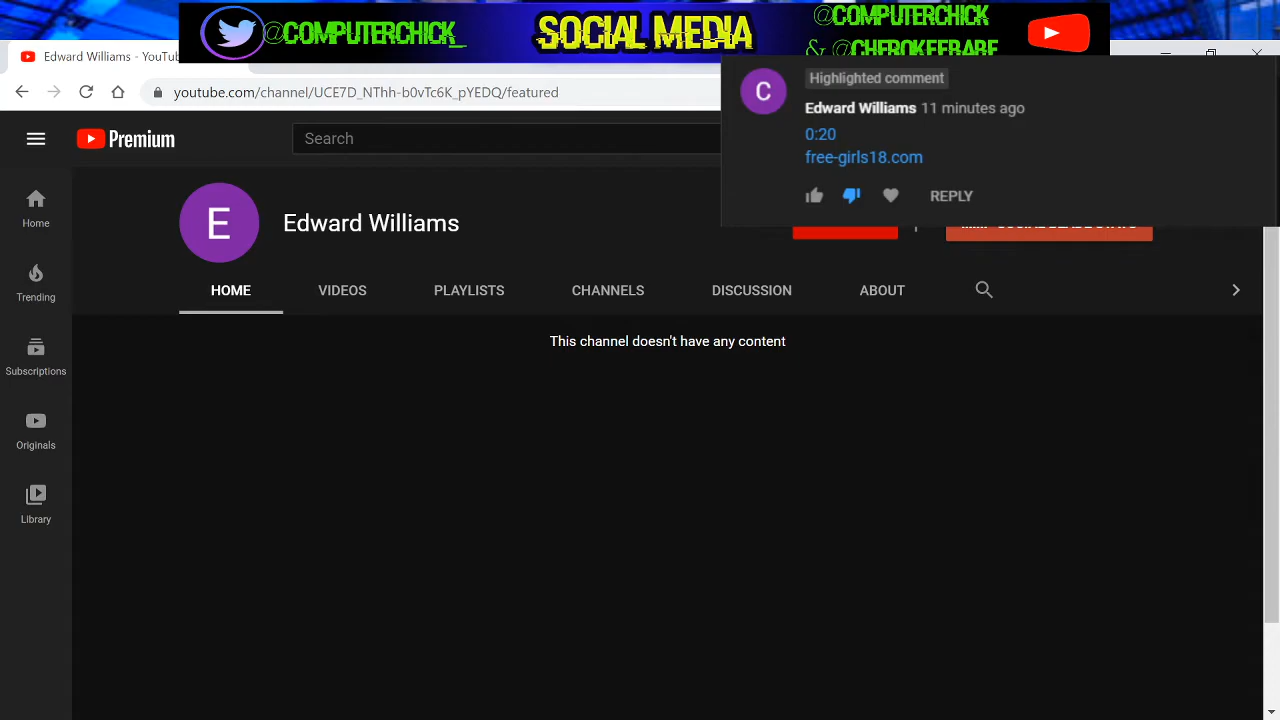 @COMPUTERCHICK_
SOCIAL MEDIA
@COMPUTERCHICK
& @CHEROKEEBABE
Edward Williams - YouTub
youtube.com/channel/UCE7D_NThh-b0vTc6K_pYEDQ/featured
C
Highlighted comment
Edward Williams 11 minutes ago
0:20
free-girls18.com
REPLY
Premium
Search
E
Edward Williams
HOME VIDEOS PLAYLISTS CHANNELS DISCUSSION ABOUT
This channel doesn't have any content
Home
Trending
Subscriptions
Originals
Library